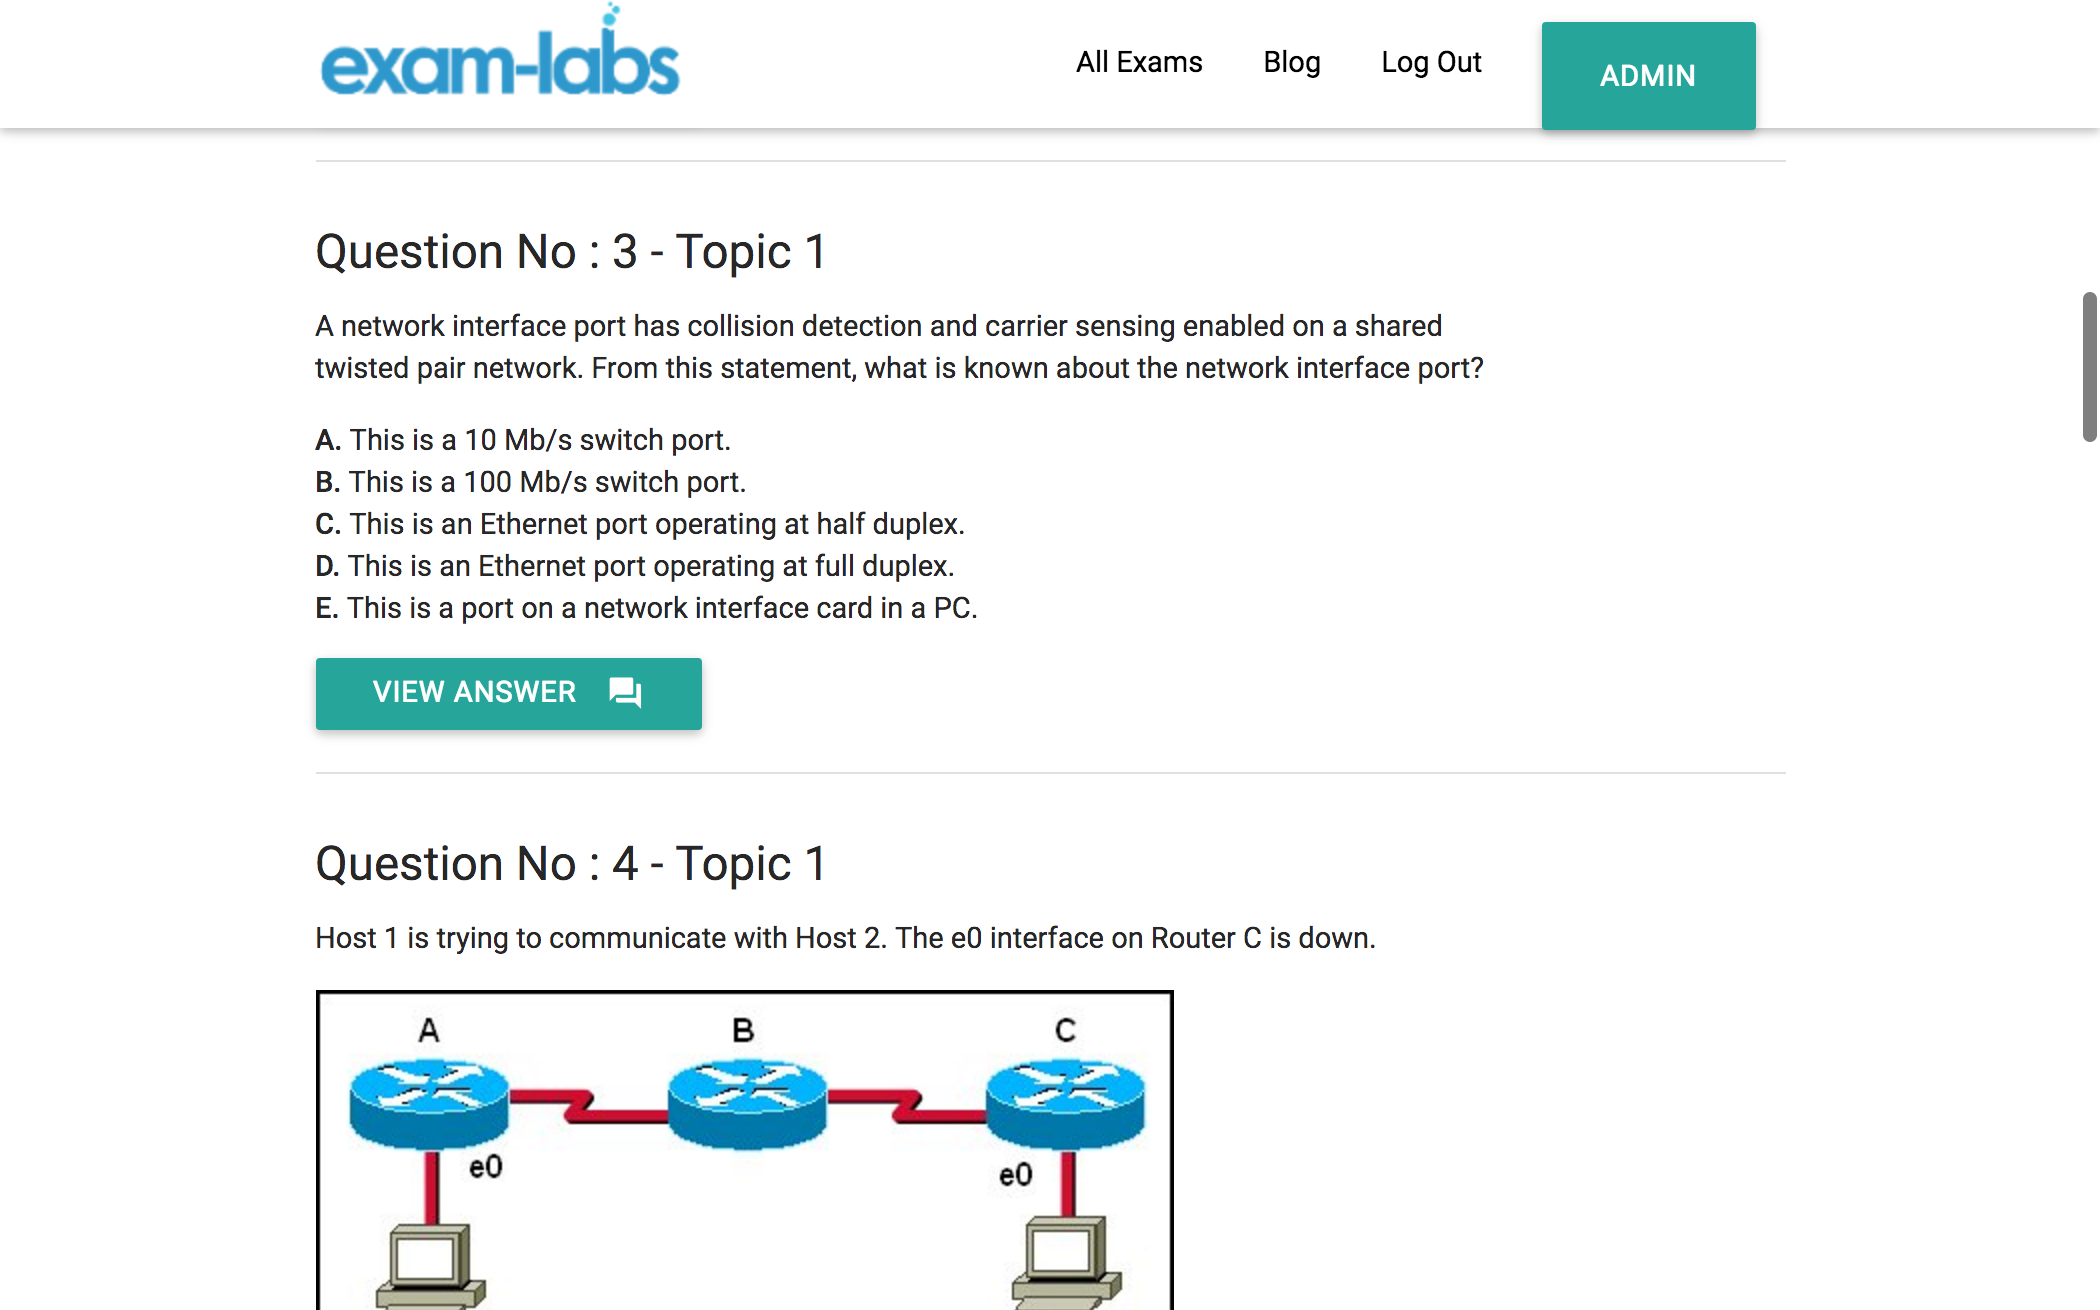 exam-labs
All Exams Blog Log Out ADMIN
Question No : 3 - Topic 1
A network interface port has collision detection and carrier sensing enabled on a shared
twisted pair network. From this statement, what is known about the network interface port?
A. This is a 10 Mb/s switch port.
B. This is a 100 Mb/s switch port.
C. This is an Ethernet port operating at half duplex.
D. This is an Ethernet port operating at full duplex.
E. This is a port on a network interface card in a PC.
VIEW ANSWER
Question No : 4 - Topic 1
Host 1 is trying to communicate with Host 2. The e0 interface on Router C is down.
A B C
e0 e0